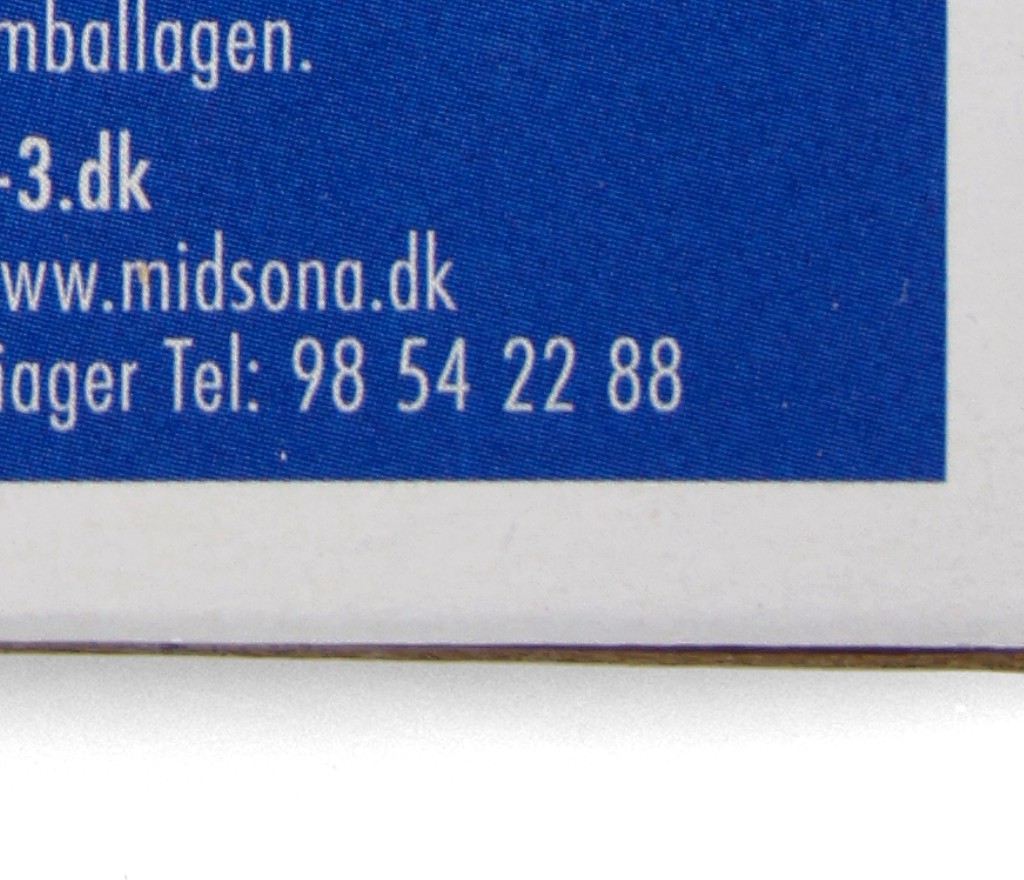 mballagen.
-3.dk
ww.midsona.dk
iager Tel: 98 54 22 88